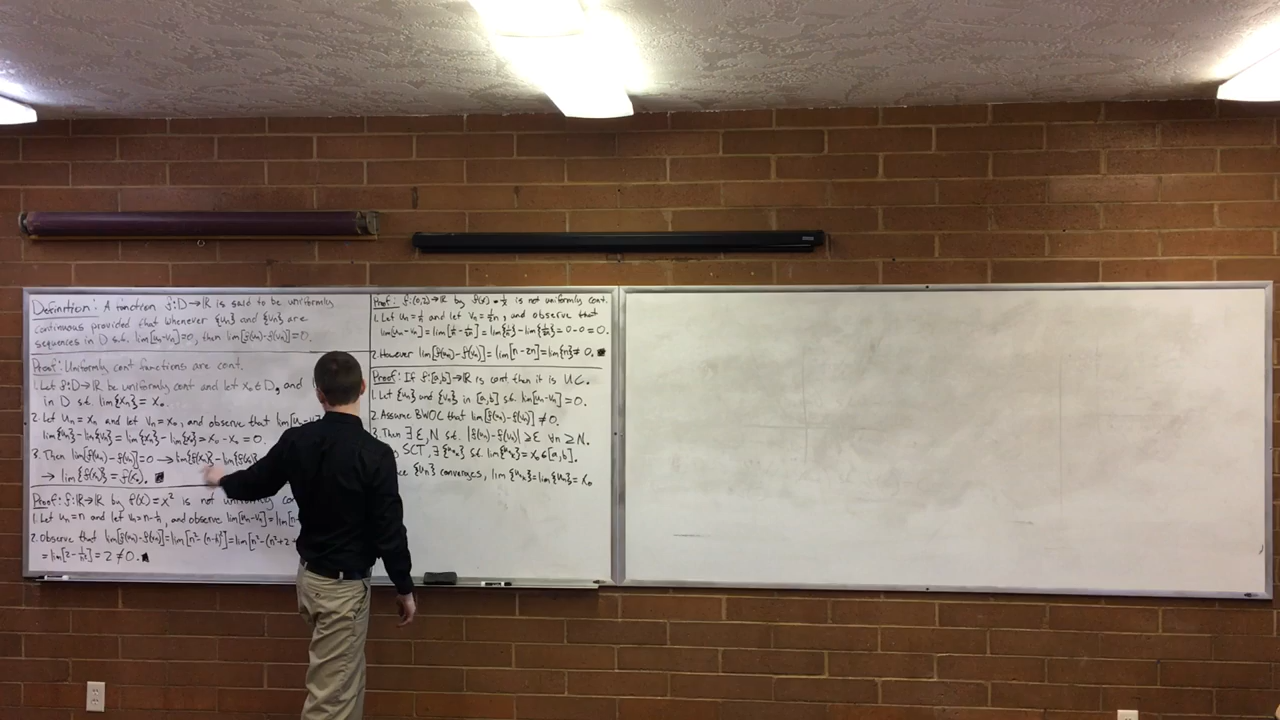 Definition: A function f:D→ℝ is said to be uniformly
continuous provided that whenever {uₙ} and {vₙ} are
sequences in D s.t. lim[uₙ-vₙ]=0, then lim[f(uₙ)-f(vₙ)]=0.
Proof: Uniformly cont functions are cont.
1. Let f:D→ℝ be uniformly cont and let x₀∈D, and
in D s.t. lim{xₙ} = x₀.
2. Let uₙ = xₙ and let vₙ = x₀, and observe that lim[uₙ-vₙ]
lim{uₙ}-lim{vₙ} = lim{xₙ}-lim{x₀} = x₀-x₀ = 0.
3. Then lim[f(uₙ)-f(vₙ)]=0 → lim{f(xₙ)}-lim{f(x₀)}
→ lim{f(xₙ)} = f(x₀). ■
Proof: f:ℝ→ℝ by f(x) = x² is not uniformly con
1. Let uₙ=n and let vₙ=n-1/n, and observe lim[uₙ-vₙ]=lim[n-
2. Observe that lim[f(uₙ)-f(vₙ)]=lim[n²-(n-1/n)²]=lim[n²-(n²+2+
=lim[2-1/n²]=2≠0. ■
Proof: f:(0,2)→ℝ by f(x)=1/x is not uniformly cont.
1. Let uₙ=1/n and let vₙ=1/2n, and observe that
lim[uₙ-vₙ]=lim[1/n-1/2n]=lim{1/n}-lim{1/2n}=0-0=0.
2. However lim[f(uₙ)-f(vₙ)]=lim[n-2n]=lim{n}≠0. ■
Proof: If f:[a,b]→ℝ is cont. then it is UC.
1. Let {uₙ} and {vₙ} in [a,b] s.t. lim[uₙ-vₙ]=0.
2. Assume BWOC that lim[f(uₙ)-f(vₙ)]≠0.
3. Then ∃ ε,N s.t. |f(uₙ)-f(vₙ)|≥ε ∀n≥N.
SCT, ∃{uₙₖ} s.t. lim{uₙₖ}=x₀∈[a,b].
{uₙ} converges, lim{uₙₖ}=lim{uₙ}=x₀